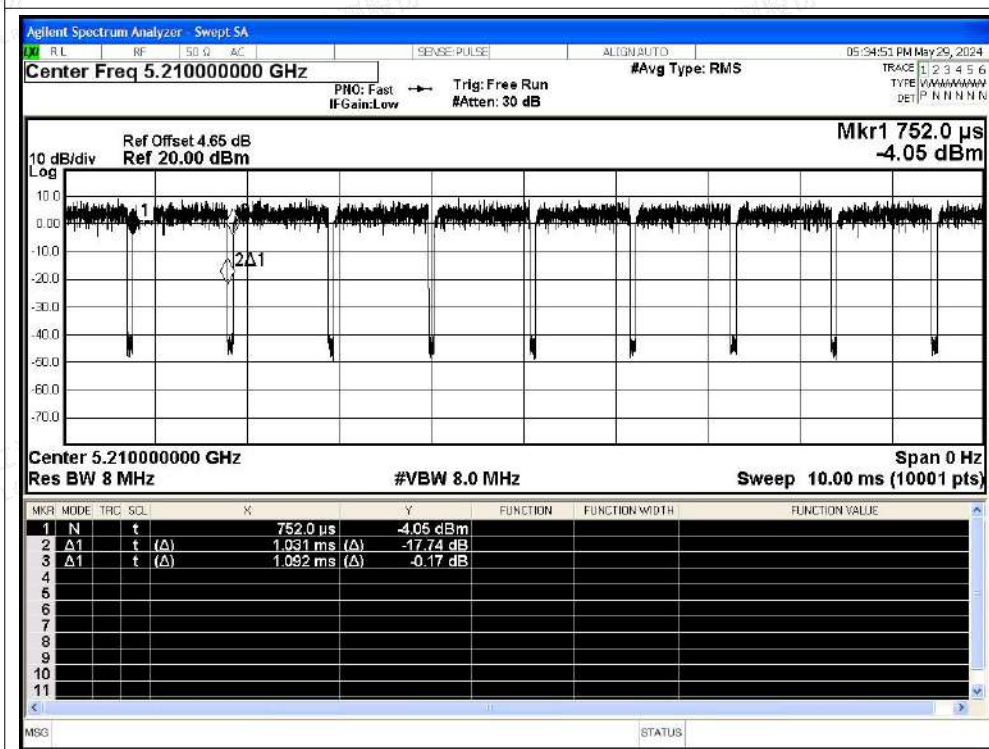 Agilent Spectrum Analyzer - Swept SA
LXI RL RF 50 Ω AC SENSE:PULSE ALIGNAUTO 05:34:51 PM May 29, 2024
Center Freq 5.210000000 GHz
PNO: Fast
IFGain:Low
Trig: Free Run
#Atten: 30 dB
#Avg Type: RMS
TRACE 1 2 3 4 5 6
TYPE WWWWWWW
DET P N N N N N
Mkr1 752.0 µs
-4.05 dBm
Ref Offset 4.65 dB
10 dB/div Ref 20.00 dBm
Log
10.0
0.00
-10.0
-20.0
-30.0
-40.0
-50.0
-60.0
-70.0
1
2Δ1
Center 5.210000000 GHz Span 0 Hz
Res BW 8 MHz #VBW 8.0 MHz Sweep 10.00 ms (10001 pts)
MKR MODE TRC SCL X Y FUNCTION FUNCTION WIDTH FUNCTION VALUE
1 N t 752.0 µs -4.05 dBm
2 Δ1 t (Δ) 1.031 ms (Δ) -17.74 dB
3 Δ1 t (Δ) 1.092 ms (Δ) -0.17 dB
4
5
6
7
8
9
10
11
MSG STATUS